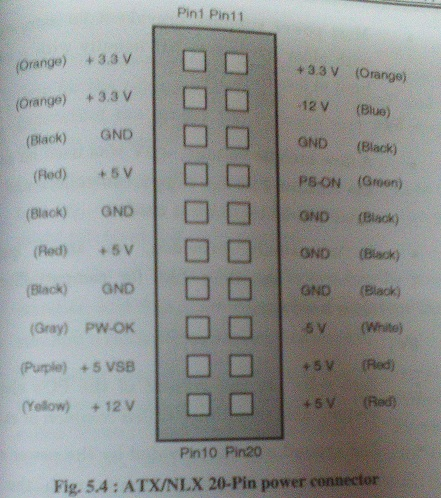 Pin1 Pin11
(Orange) + 3.3 V + 3.3 V (Orange)
(Orange) + 3.3 V -12 V (Blue)
(Black) GND GND (Black)
(Red) + 5 V PS-ON (Green)
(Black) GND GND (Black)
(Red) + 5 V GND (Black)
(Black) GND GND (Black)
(Gray) PW-OK -5 V (White)
(Purple) + 5 VSB + 5 V (Red)
(Yellow) + 12 V + 5 V (Red)
Pin10 Pin20
Fig. 5.4 : ATX/NLX 20-Pin power connector